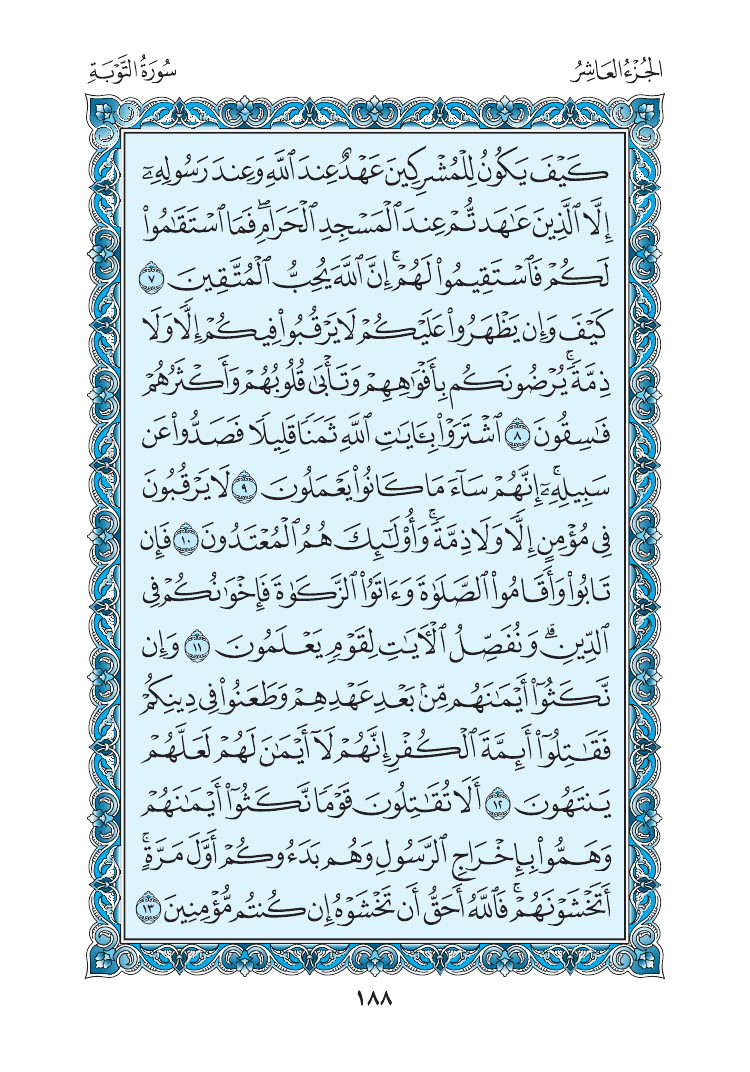 الجُزْءُ العَاشِرُ
سُورَةُ التَّوْبَةِ
كَيْفَ يَكُونُ لِلْمُشْرِكِينَ عَهْدٌ عِندَ ٱللَّهِ وَعِندَ رَسُولِهِۦٓ
إِلَّا ٱلَّذِينَ عَٰهَدتُّمْ عِندَ ٱلْمَسْجِدِ ٱلْحَرَامِۖ فَمَا ٱسْتَقَٰمُوا۟
لَكُمْ فَٱسْتَقِيمُوا۟ لَهُمْۚ إِنَّ ٱللَّهَ يُحِبُّ ٱلْمُتَّقِينَ ٧
كَيْفَ وَإِن يَظْهَرُوا۟ عَلَيْكُمْ لَا يَرْقُبُوا۟ فِيكُمْ إِلًّا وَلَا
ذِمَّةًۚ يُرْضُونَكُم بِأَفْوَٰهِهِمْ وَتَأْبَىٰ قُلُوبُهُمْ وَأَكْثَرُهُمْ
فَٰسِقُونَ ٨ ٱشْتَرَوْا۟ بِـَٔايَٰتِ ٱللَّهِ ثَمَنًا قَلِيلًا فَصَدُّوا۟ عَن
سَبِيلِهِۦٓۚ إِنَّهُمْ سَآءَ مَا كَانُوا۟ يَعْمَلُونَ ٩ لَا يَرْقُبُونَ
فِى مُؤْمِنٍ إِلًّا وَلَا ذِمَّةًۚ وَأُو۟لَٰٓئِكَ هُمُ ٱلْمُعْتَدُونَ ١٠ فَإِن
تَابُوا۟ وَأَقَامُوا۟ ٱلصَّلَوٰةَ وَءَاتَوُا۟ ٱلزَّكَوٰةَ فَإِخْوَٰنُكُمْ فِى
ٱلدِّينِۗ وَنُفَصِّلُ ٱلْـَٔايَٰتِ لِقَوْمٍ يَعْلَمُونَ ١١ وَإِن
نَّكَثُوٓا۟ أَيْمَٰنَهُم مِّنۢ بَعْدِ عَهْدِهِمْ وَطَعَنُوا۟ فِى دِينِكُمْ
فَقَٰتِلُوٓا۟ أَئِمَّةَ ٱلْكُفْرِ إِنَّهُمْ لَآ أَيْمَٰنَ لَهُمْ لَعَلَّهُمْ
يَنتَهُونَ ١٢ أَلَا تُقَٰتِلُونَ قَوْمًا نَّكَثُوٓا۟ أَيْمَٰنَهُمْ
وَهَمُّوا۟ بِإِخْرَاجِ ٱلرَّسُولِ وَهُم بَدَءُوكُمْ أَوَّلَ مَرَّةٍۚ
أَتَخْشَوْنَهُمْۚ فَٱللَّهُ أَحَقُّ أَن تَخْشَوْهُ إِن كُنتُم مُّؤْمِنِينَ ١٣
١٨٨